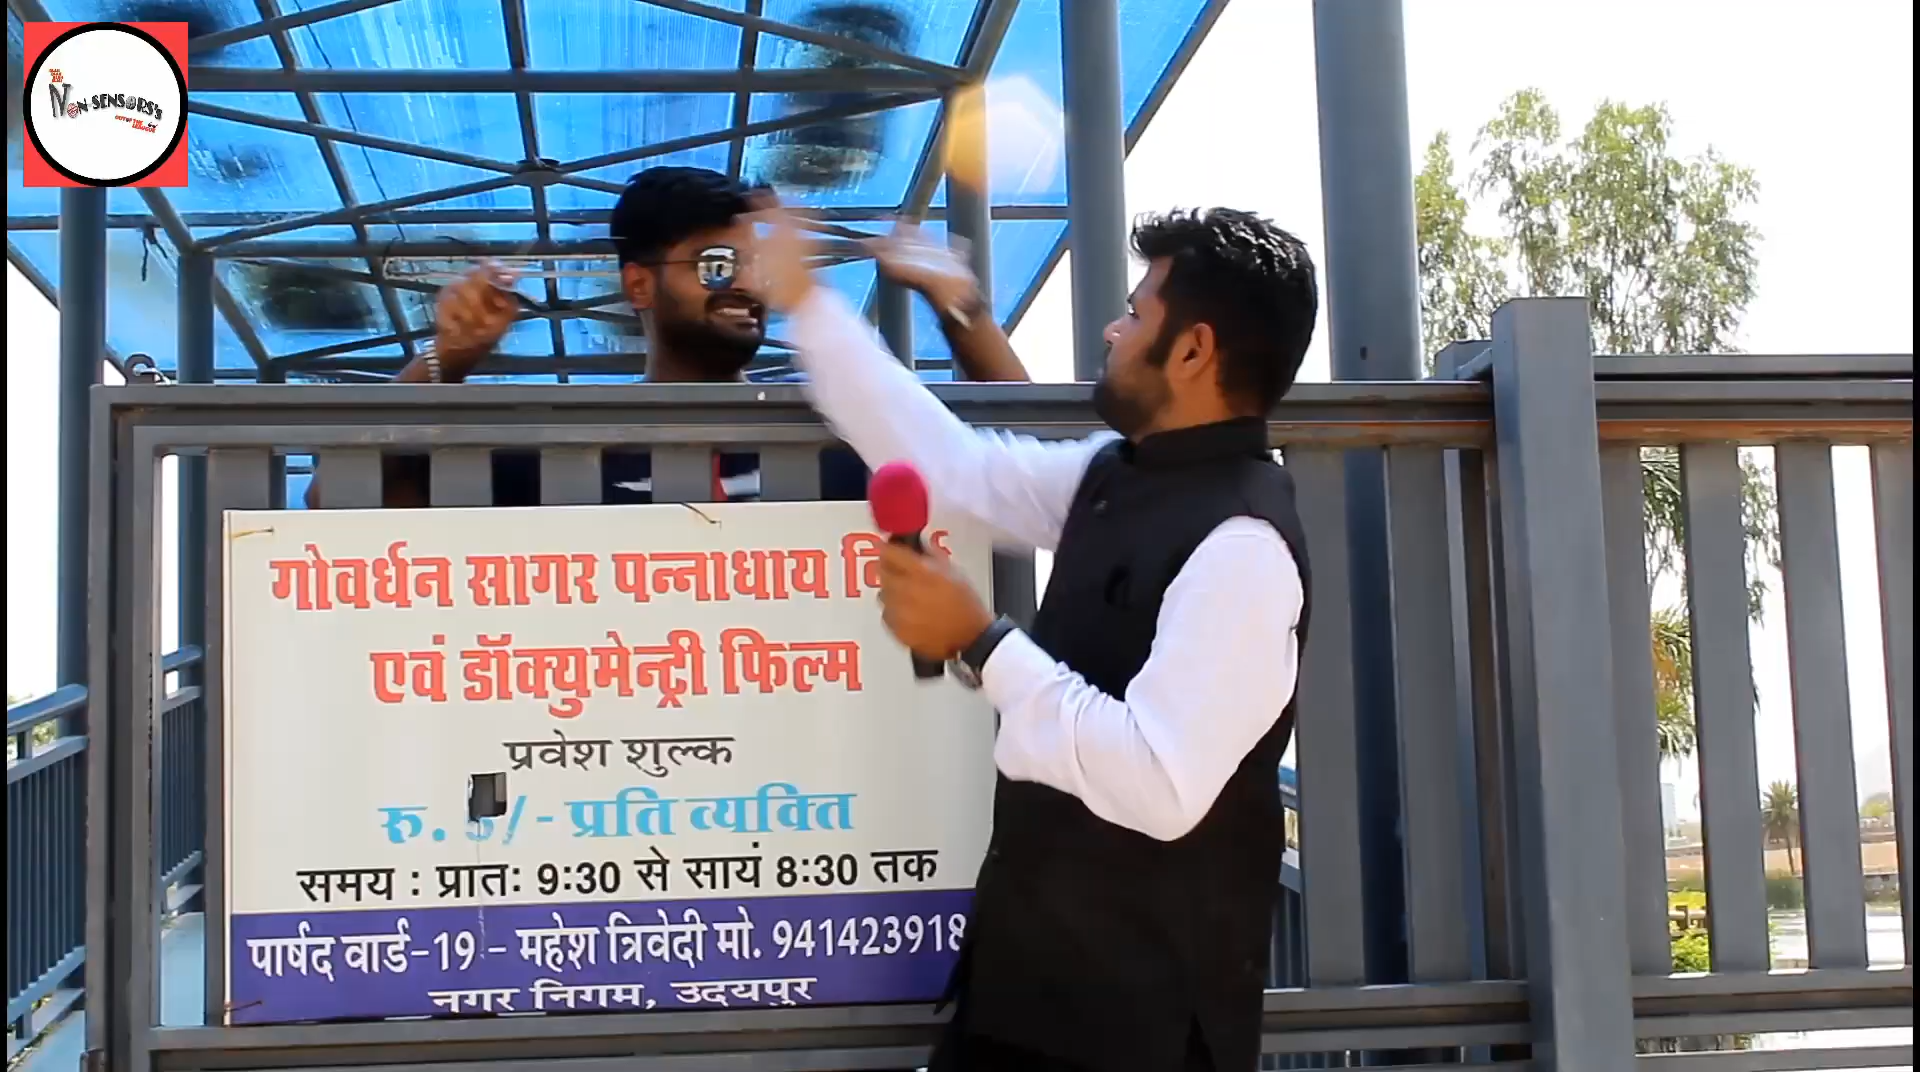 NON SENSORS'S
गोवर्धन सागर पन्नाधाय
एवं डॉक्युमेन्ट्री फिल्म
प्रवेश शुल्क
रु. /- प्रति व्यक्ति
समय : प्रातः 9:30 से सायं 8:30 तक
पार्षद वार्ड-19 - महेश त्रिवेदी मो. 941423918
नगर निगम, उदयपुर